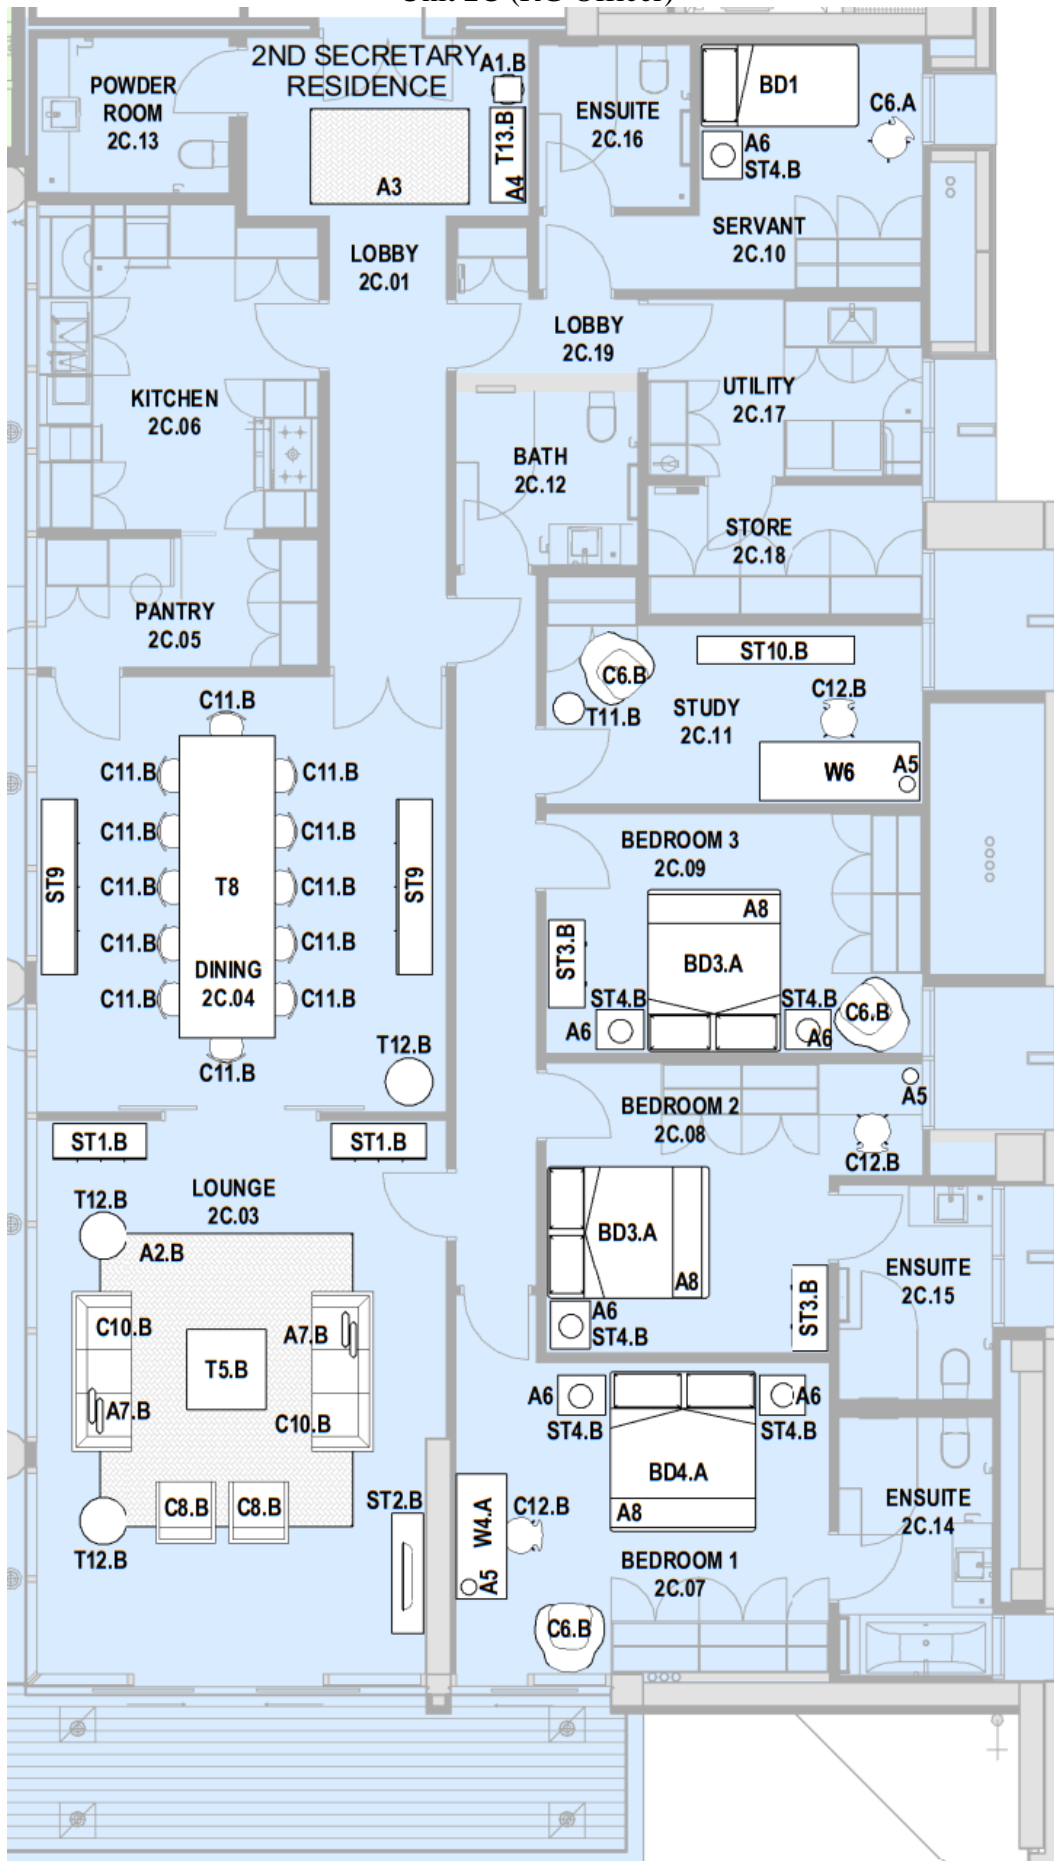 2ND SECRETARY
RESIDENCE
A1.B
T13.B
A4
A3
POWDER
ROOM
2C.13
ENSUITE
2C.16
BD1
C6.A
A6
ST4.B
SERVANT
2C.10
LOBBY
2C.01
LOBBY
2C.19
KITCHEN
2C.06
UTILITY
2C.17
BATH
2C.12
STORE
2C.18
PANTRY
2C.05
ST10.B
C6.B
T11.B
STUDY
2C.11
C12.B
W6
A5
C11.B
C11.B
C11.B
C11.B
C11.B
C11.B
C11.B
C11.B
C11.B
C11.B
C11.B
C11.B
ST9
T8
ST9
DINING
2C.04
T12.B
BEDROOM 3
2C.09
A8
BD3.A
ST3.B
ST4.B
A6
ST4.B
A6
C6.B
BEDROOM 2
2C.08
A5
C12.B
BD3.A
A8
A6
ST4.B
ST3.B
ENSUITE
2C.15
ST1.B
ST1.B
LOUNGE
2C.03
T12.B
A2.B
C10.B
A7.B
T5.B
A7.B
C10.B
C8.B
C8.B
T12.B
ST2.B
A6
ST4.B
A6
ST4.B
BD4.A
A8
W4.A
A5
C12.B
C6.B
BEDROOM 1
2C.07
ENSUITE
2C.14